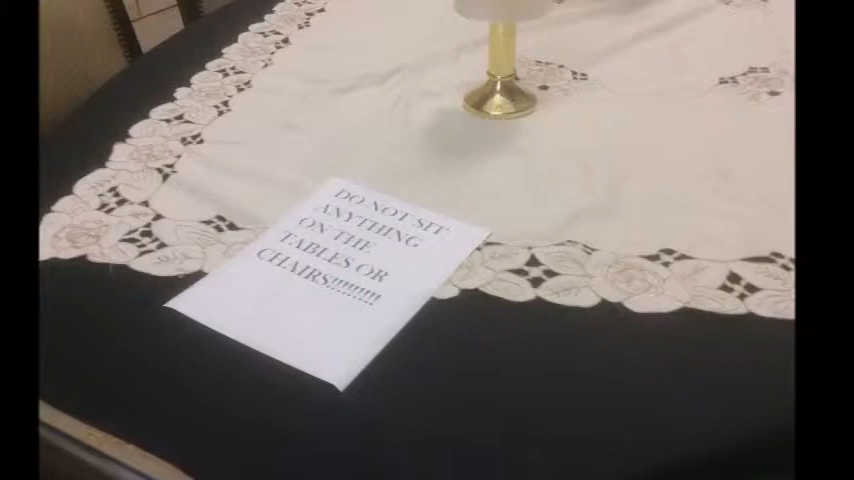 DO NOT SIT
ANYTHING
ON THE
TABLES OR
CHAIRS!!!!!!!!!